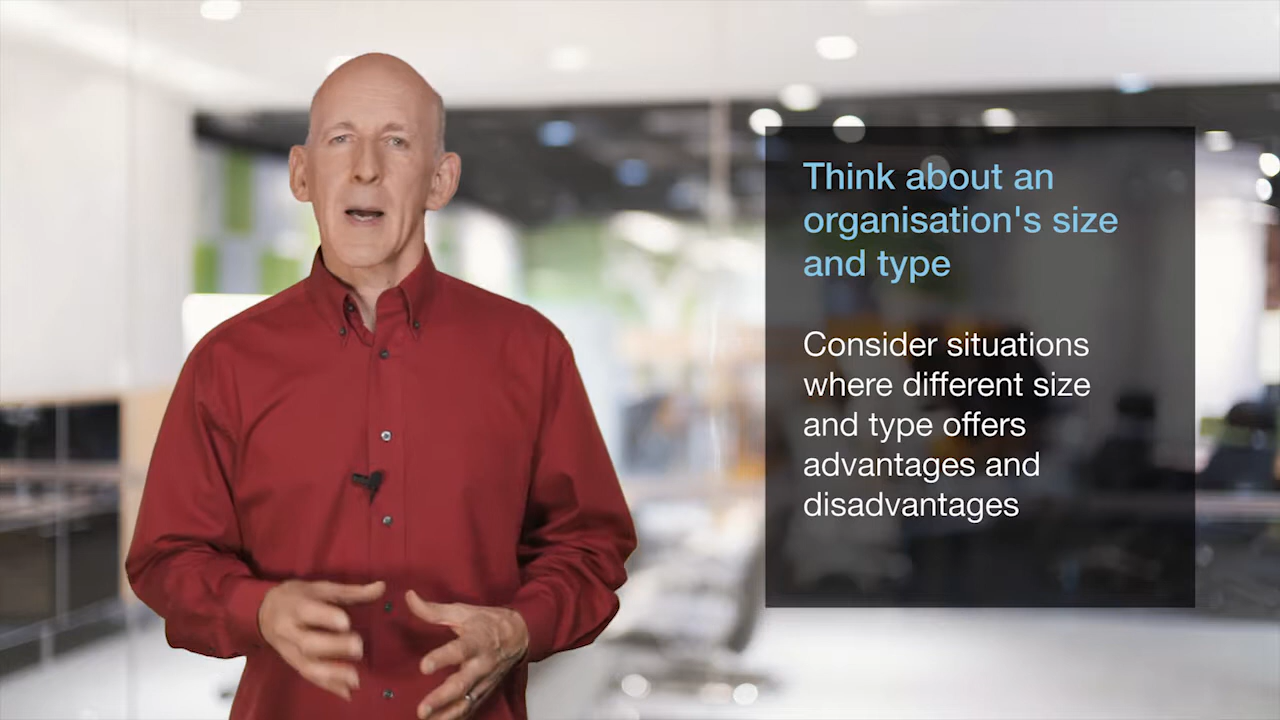 Think about an
organisation's size
and type
Consider situations
where different size
and type offers
advantages and
disadvantages